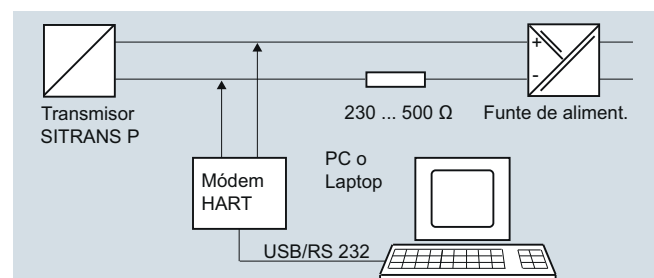 +
-
Transmisor
SITRANS P
230 ... 500 Ω
Funte de aliment.
Módem
HART
PC o
Laptop
USB/RS 232